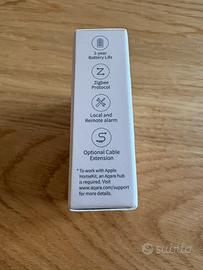 2-year
Battery Life
Zigbee
Protocol
Local and
Remote alarm
Optional Cable
Extension
* To work with Apple
HomeKit, an Aqara hub
is required. Visit
www.aqara.com/support
for more details.
subito